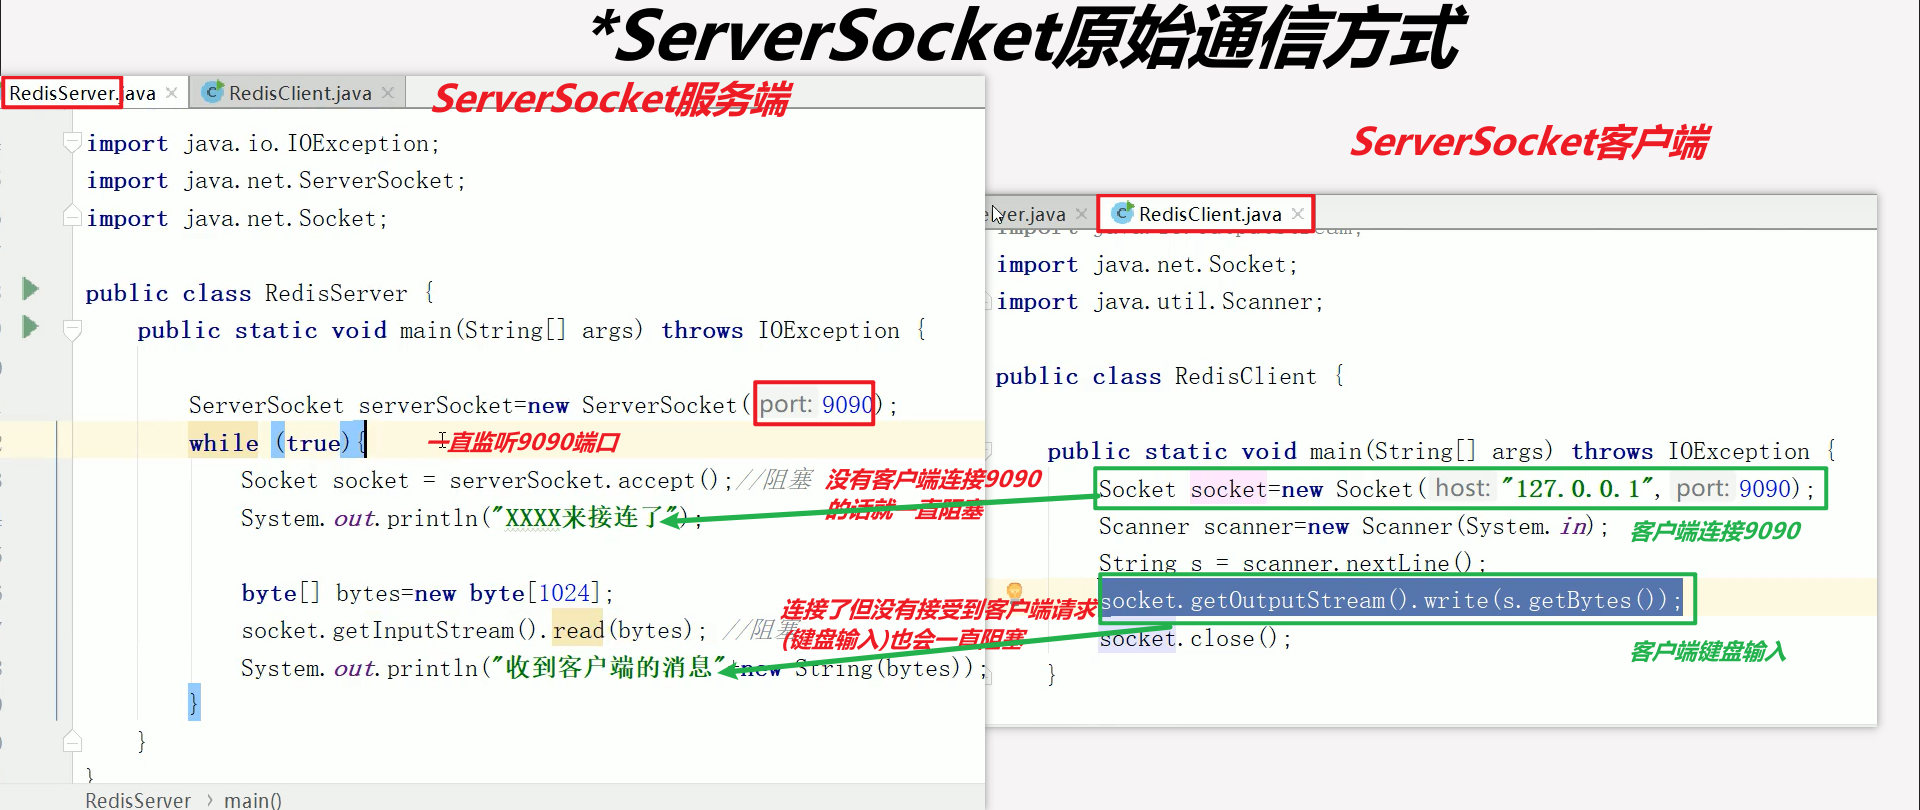 *ServerSocket原始通信方式
RedisServer.java
RedisClient.java
ServerSocket服务端
import java.io.IOException;
import java.net.ServerSocket;
import java.net.Socket;
public class RedisServer {
public static void main(String[] args) throws IOException {
ServerSocket serverSocket=new ServerSocket( port: 9090);
while (true){ 一直监听9090端口
Socket socket = serverSocket.accept();//阻塞 没有客户端连接9090
的话就一直阻塞
System.out.println("XXXX来接连了");
byte[] bytes=new byte[1024];
连接了但没有接受到客户端请求
socket.getInputStream().read(bytes); //阻塞
(键盘输入)也会一直阻塞
System.out.println("收到客户端的消息" new String(bytes));
}
}
}
RedisServer › main()
ServerSocket客户端
erver.java
RedisClient.java
import java.net.Socket;
import java.util.Scanner;
public class RedisClient {
public static void main(String[] args) throws IOException {
Socket socket=new Socket( host: "127.0.0.1", port: 9090);
Scanner scanner=new Scanner(System.in);
客户端连接9090
String s = scanner.nextLine();
socket.getOutputStream().write(s.getBytes());
socket.close();
客户端键盘输入
}